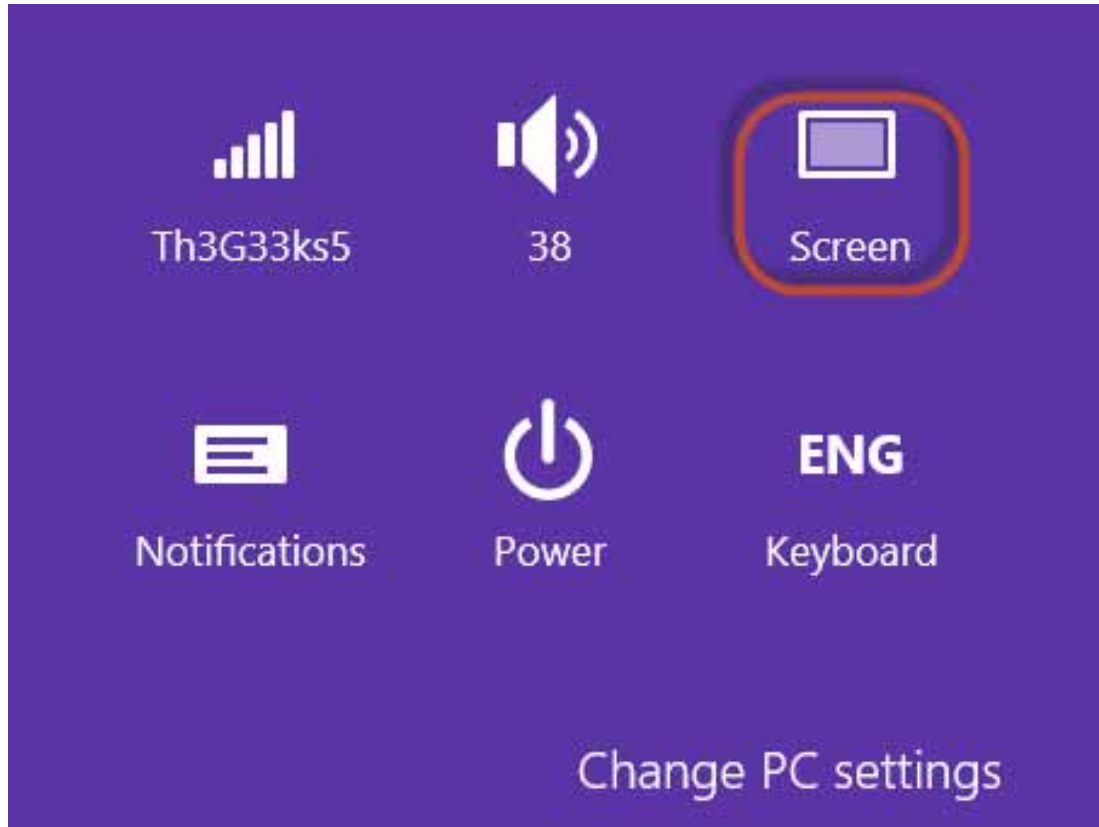 Th3G33ks5
38
Screen
Notifications
Power
ENG
Keyboard
Change PC settings